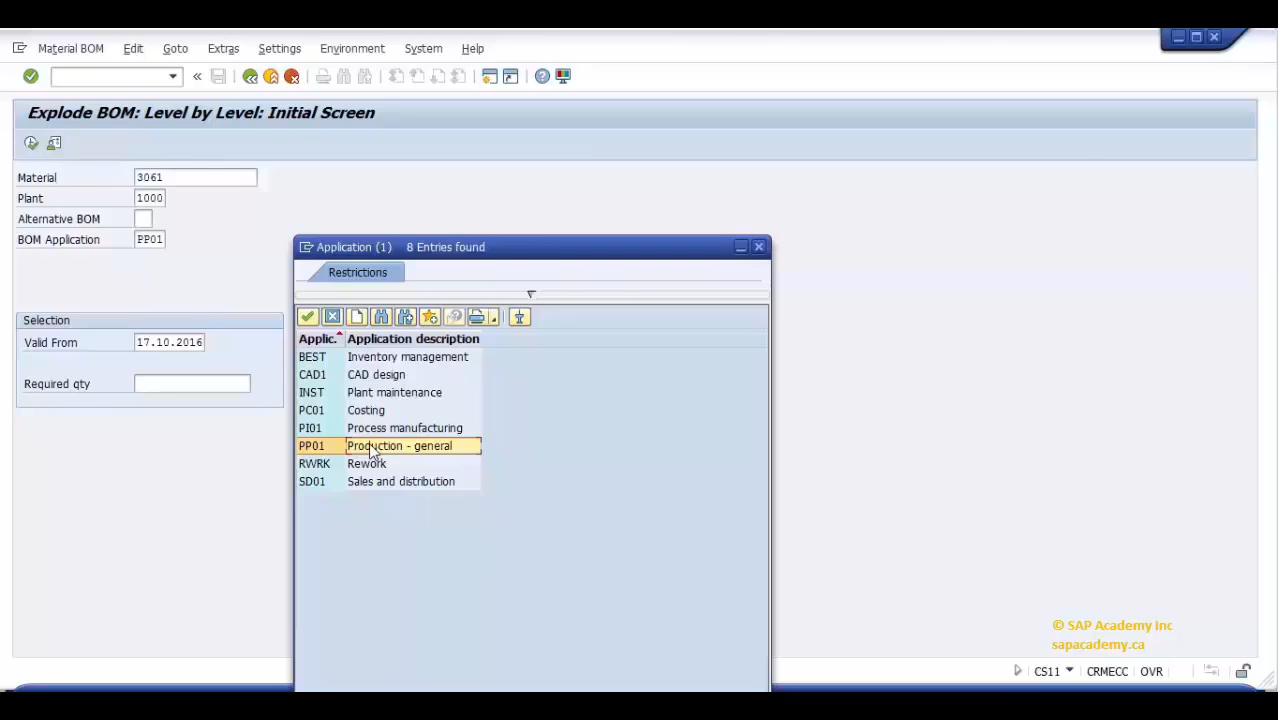 Material BOM Edit Goto Extras Settings Environment System Help
Explode BOM: Level by Level: Initial Screen
Material 3061
Plant 1000
Alternative BOM
BOM Application PP01
Application (1) 8 Entries found
Restrictions
Selection
Valid From 17.10.2016
Required qty
Applic. Application description
BEST Inventory management
CAD1 CAD design
INST Plant maintenance
PC01 Costing
PI01 Process manufacturing
PP01 Production - general
RWRK Rework
SD01 Sales and distribution
© SAP Academy Inc
sapacademy.ca
CS11 CRMECC OVR